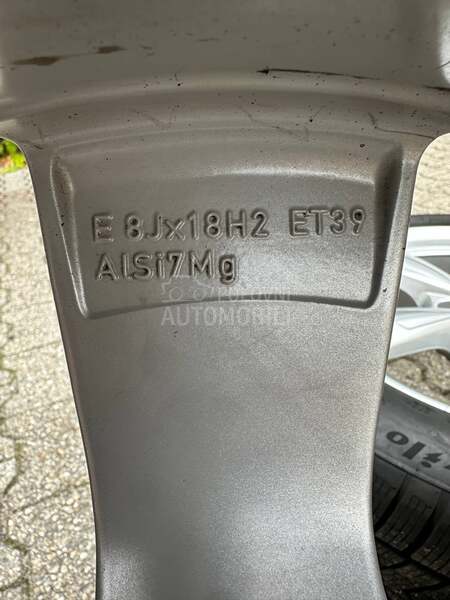 E 8Jx18H2 ET39
AlSi7Mg
AUTOMOBILI